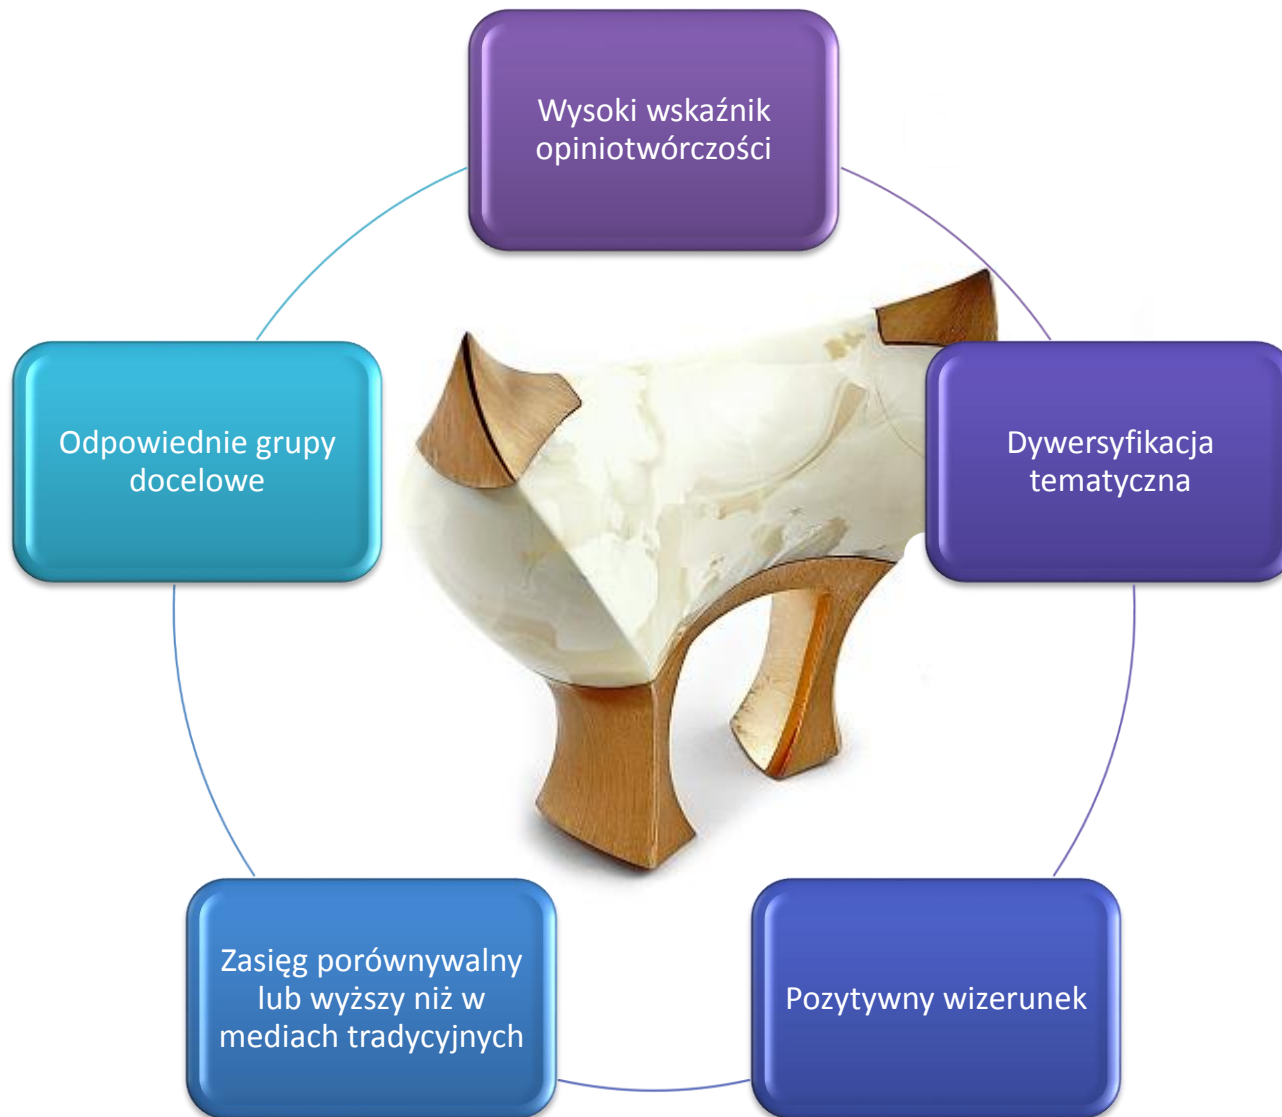 Wysoki wskaźnik
opiniotwórczości
Odpowiednie grupy
docelowe
Dywersyfikacja
tematyczna
Zasięg porównywalny
lub wyższy niż w
mediach tradycyjnych
Pozytywny wizerunek